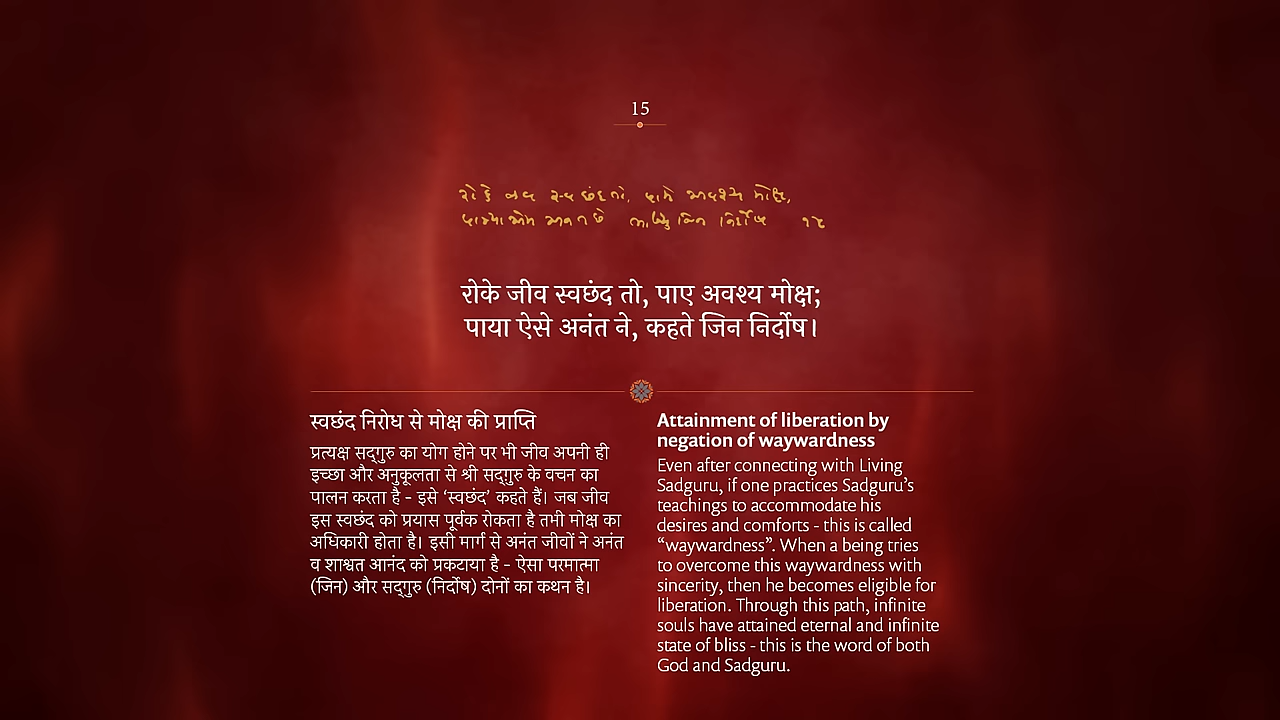 15
रोके जीव स्वछंद तो, पाए अवश्य मोक्ष;
पाया ऐसे अनंत ने, कहते जिन निर्दोष।
स्वछंद निरोध से मोक्ष की प्राप्ति
प्रत्यक्ष सद्गुरु का योग होने पर भी जीव अपनी ही
इच्छा और अनुकूलता से श्री सद्गुरु के वचन का
पालन करता है - इसे ‘स्वछंद’ कहते हैं। जब जीव
इस स्वछंद को प्रयास पूर्वक रोकता है तभी मोक्ष का
अधिकारी होता है। इसी मार्ग से अनंत जीवों ने अनंत
व शाश्वत आनंद को प्रकटाया है - ऐसा परमात्मा
(जिन) और सद्गुरु (निर्दोष) दोनों का कथन है।
Attainment of liberation by
negation of waywardness
Even after connecting with Living
Sadguru, if one practices Sadguru’s
teachings to accommodate his
desires and comforts - this is called
“waywardness”. When a being tries
to overcome this waywardness with
sincerity, then he becomes eligible for
liberation. Through this path, infinite
souls have attained eternal and infinite
state of bliss - this is the word of both
God and Sadguru.